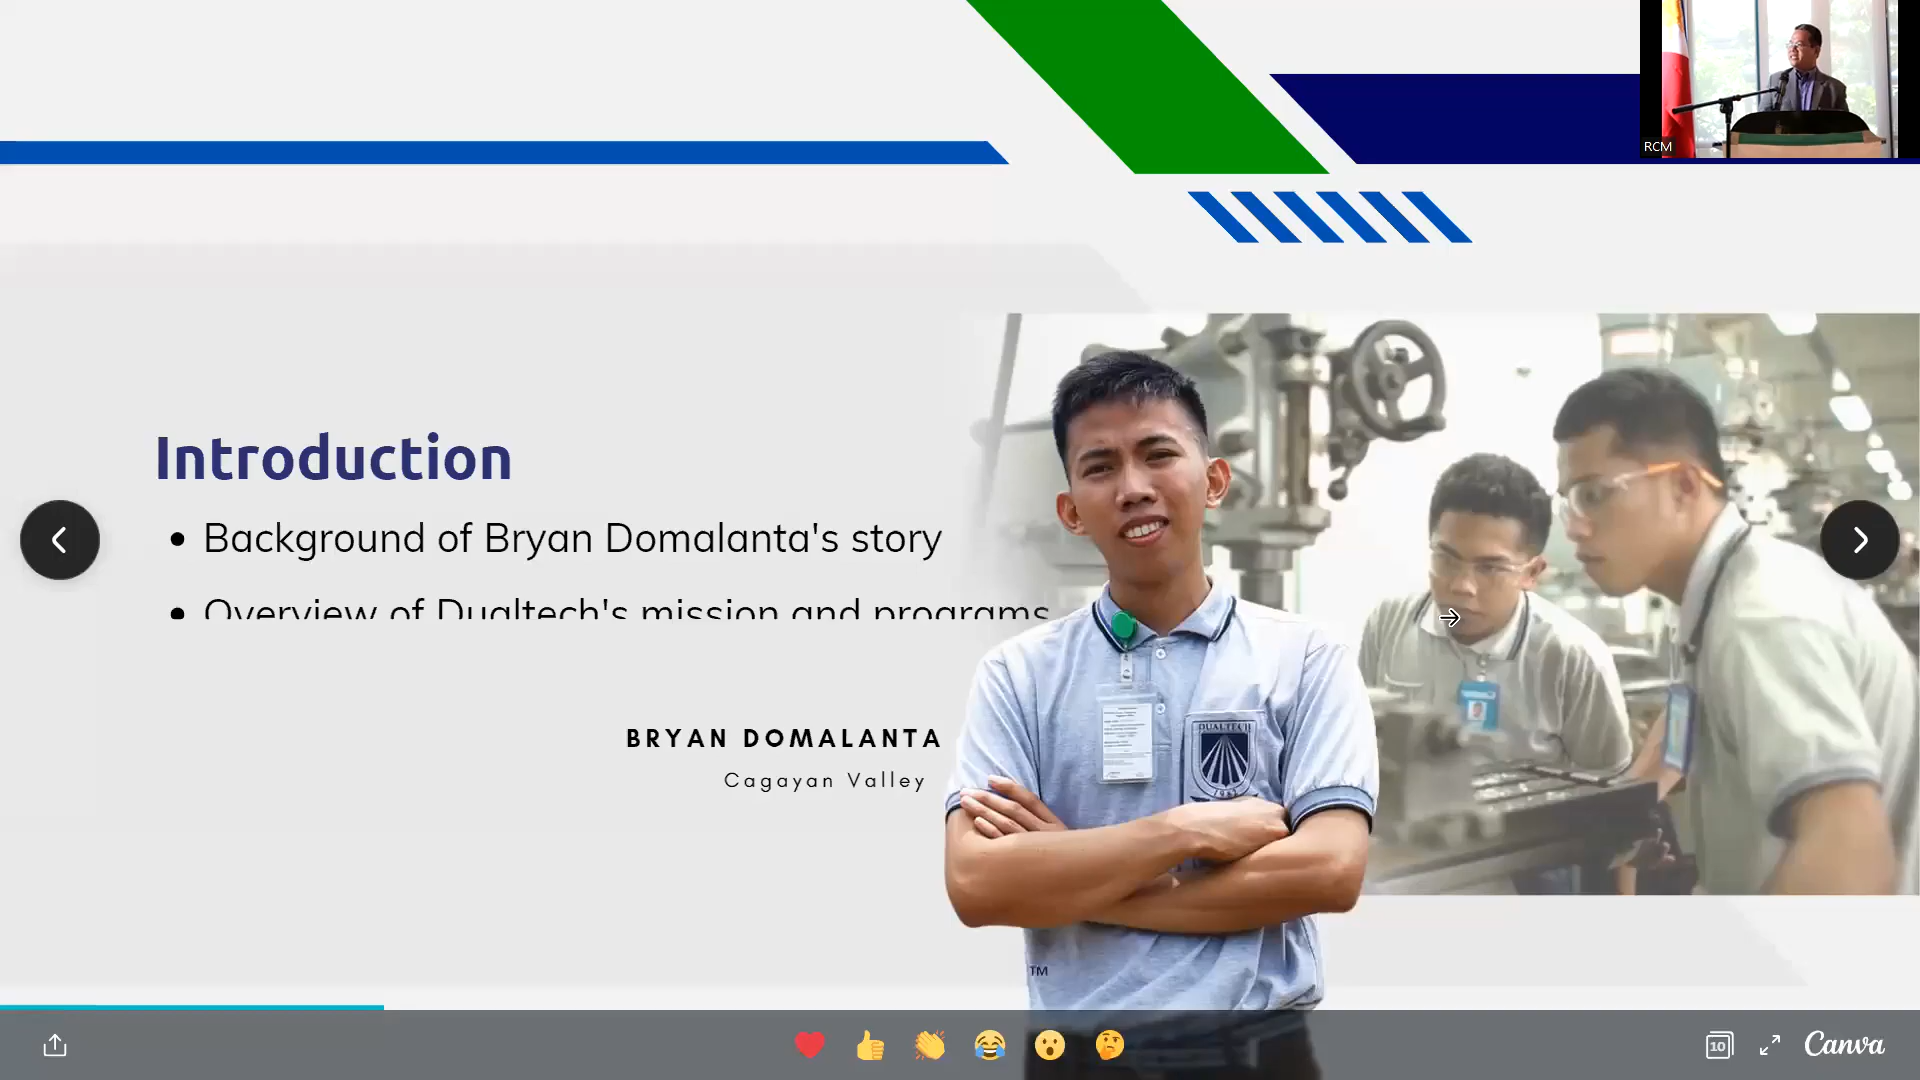 RCM
Introduction
• Background of Bryan Domalanta's story
• Overview of Dualtech's mission and programs
BRYAN DOMALANTA
Cagayan Valley
DUALTECH
TM
10
Canva